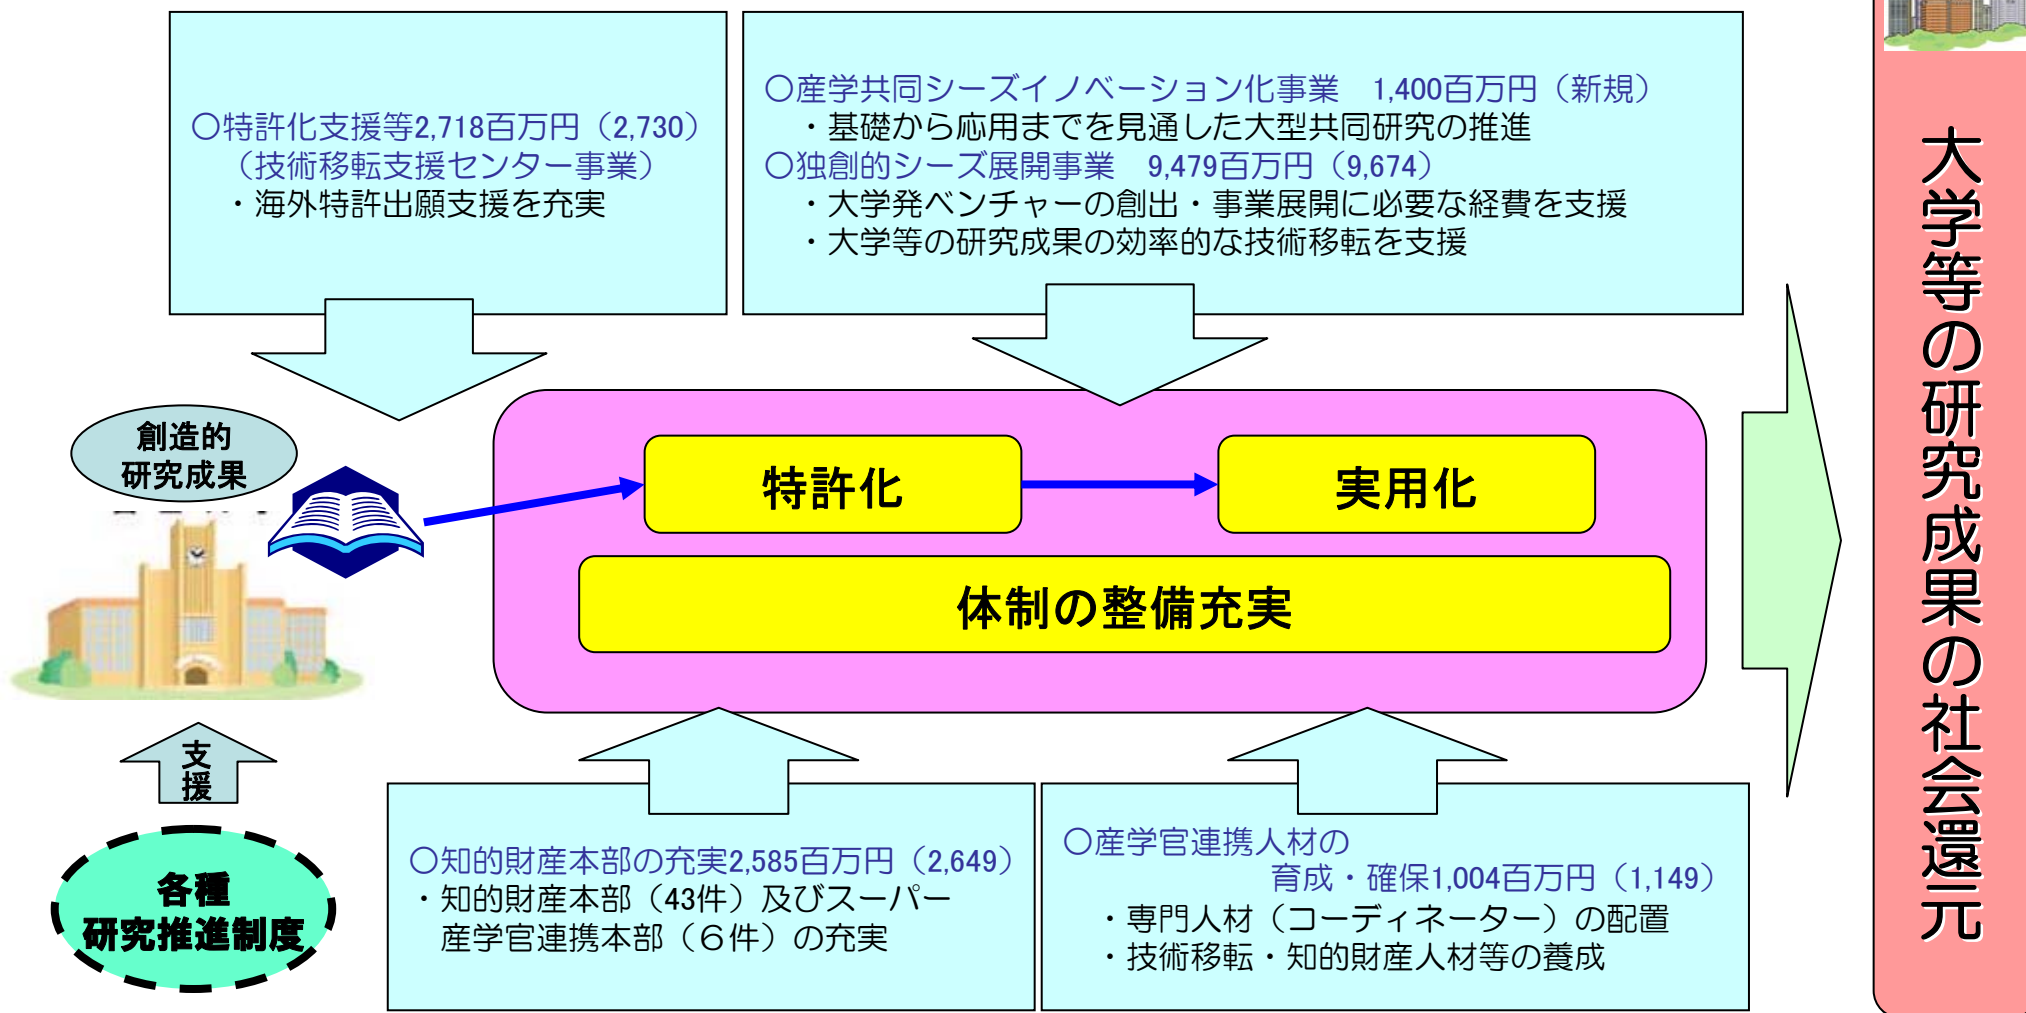 ○特許化支援等2,718百万円（2,730）
（技術移転支援センター事業）
・海外特許出願支援を充実
○産学共同シーズイノベーション化事業　1,400百万円（新規）
・基礎から応用までを見通した大型共同研究の推進
○独創的シーズ展開事業　9,479百万円（9,674）
・大学発ベンチャーの創出・事業展開に必要な経費を支援
・大学等の研究成果の効率的な技術移転を支援
創造的
研究成果
特許化
実用化
体制の整備充実
支援
各種
研究推進制度
○知的財産本部の充実2,585百万円（2,649）
・知的財産本部（43件）及びスーパー
産学官連携本部（６件）の充実
○産学官連携人材の
育成・確保1,004百万円（1,149）
・専門人材（コーディネーター）の配置
・技術移転・知的財産人材等の養成
大学等の研究成果の社会還元